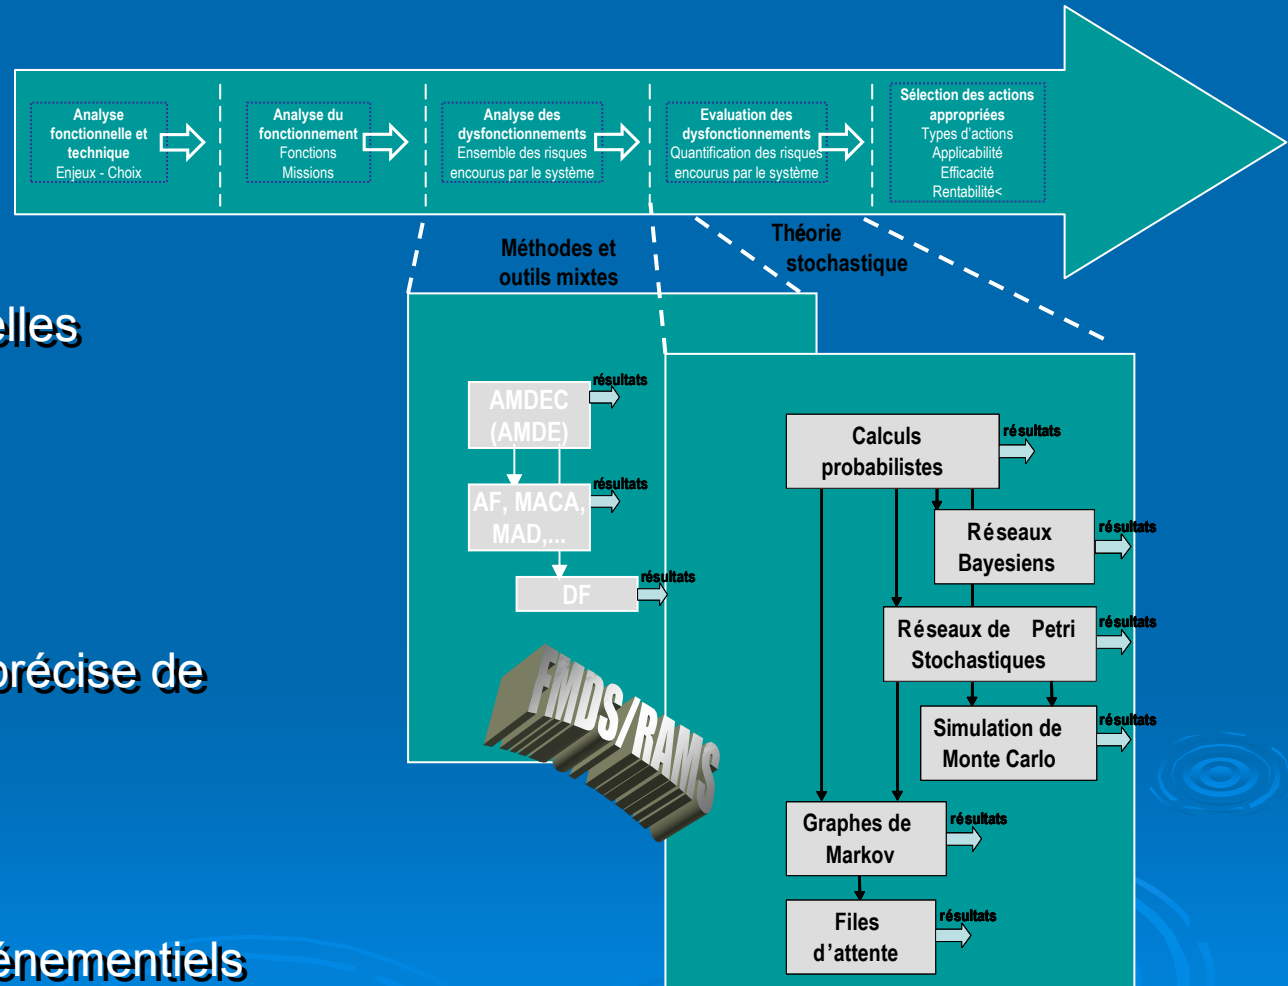 Analyse
fonctionnelle et
technique
Enjeux - Choix
Analyse du
fonctionnement
Fonctions
Missions
Analyse des
dysfonctionnements
Ensemble des risques
encourus par le système
Evaluation des
dysfonctionnements
Quantification des risques
encourus par le système
Sélection des actions
appropriées
Types d'actions
Applicabilité
Efficacité
Rentabilité<
Méthodes et
outils mixtes
Théorie
stochastique
elles
précise de
énementiels
AMDEC
(AMDE)
résultats
AF, MACA,
MAD,...
résultats
DF
résultats
FMDS/RAMS
Calculs
probabilistes
résultats
Réseaux
Bayesiens
résultats
Réseaux de Petri
Stochastiques
résultats
Simulation de
Monte Carlo
résultats
Graphes de
Markov
résultats
Files
d'attente
résultats